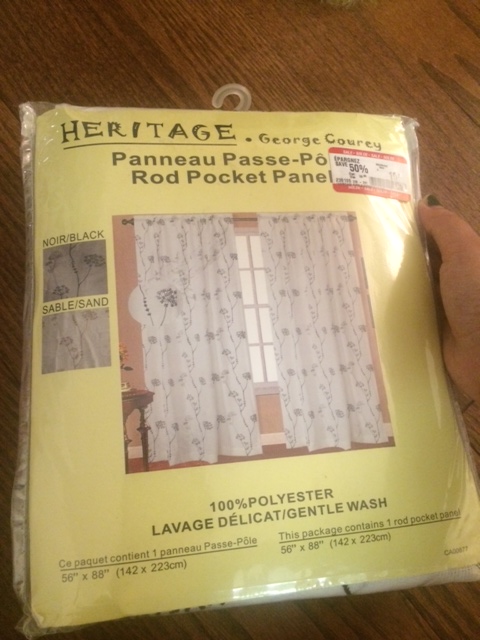 HERITAGE . George Courey
Panneau Passe-Pô
Rod Pocket Panel
ÉPARGNEZ
SAVE 50%
NOIR/BLACK
SABLE/SAND
100%POLYESTER
LAVAGE DÉLICAT/GENTLE WASH
Ce paquet contient 1 panneau Passe-Pôle
56" x 88" (142 x 223cm)
This package contains 1 rod pocket panel
56" x 88" (142 x 223cm)